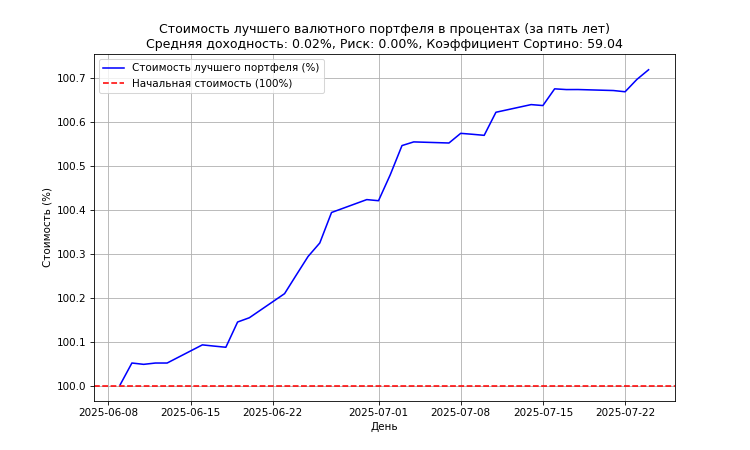 Стоимость лучшего валютного портфеля в процентах (за пять лет)
Средняя доходность: 0.02%, Риск: 0.00%, Коэффициент Сортино: 59.04
Стоимость лучшего портфеля (%)
Начальная стоимость (100%)
Стоимость (%)
100.7
100.6
100.5
100.4
100.3
100.2
100.1
100.0
2025-06-08 2025-06-15 2025-06-22 2025-07-01 2025-07-08 2025-07-15 2025-07-22
День